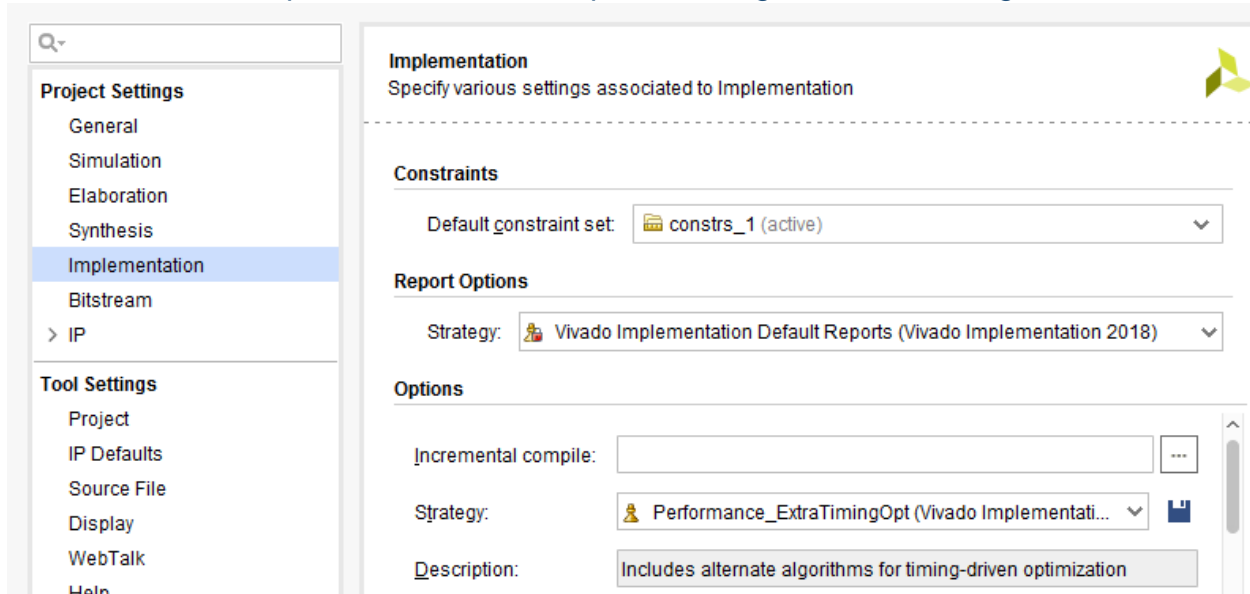 Project Settings
General
Simulation
Elaboration
Synthesis
Implementation
Bitstream
> IP
Tool Settings
Project
IP Defaults
Source File
Display
WebTalk
Help
Implementation
Specify various settings associated to Implementation
Constraints
Default constraint set: constrs_1 (active)
Report Options
Strategy: Vivado Implementation Default Reports (Vivado Implementation 2018)
Options
Incremental compile: ...
Strategy: Performance_ExtraTimingOpt (Vivado Implementati...
Description: Includes alternate algorithms for timing-driven optimization